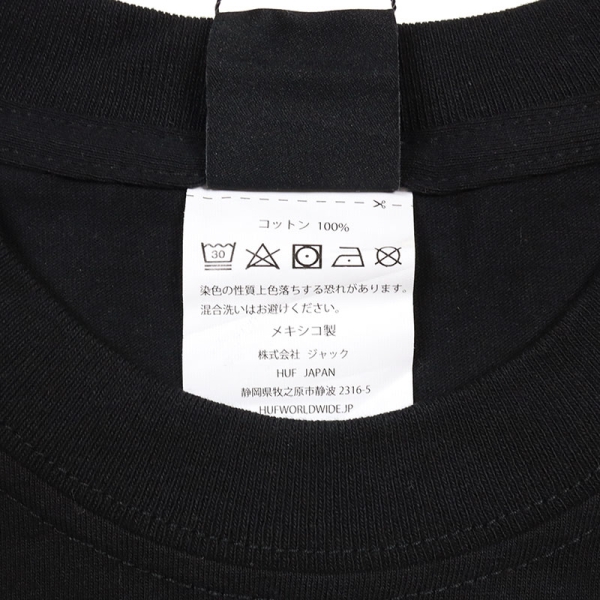 コットン 100%
30
染色の性質上色落ちする恐れがあります。
混合洗いはお避けください。
メキシコ製
株式会社 ジャック
HUF JAPAN
静岡県牧之原市静波 2316-5
HUFWORLDWIDE.JP